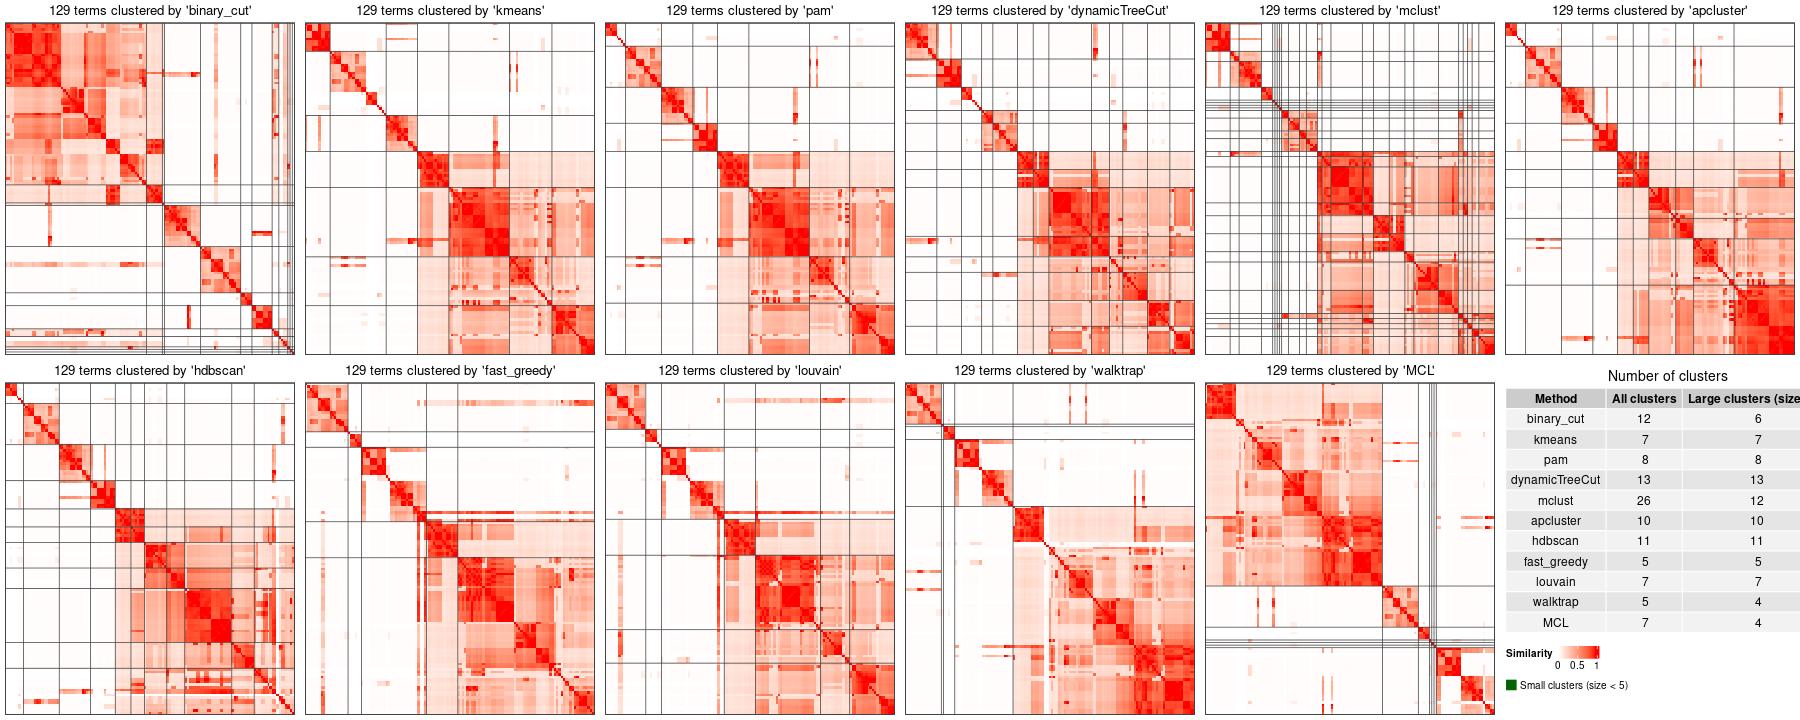 129 terms clustered by 'binary_cut'
129 terms clustered by 'kmeans'
129 terms clustered by 'pam'
129 terms clustered by 'dynamicTreeCut'
129 terms clustered by 'mclust'
129 terms clustered by 'apcluster'
129 terms clustered by 'hdbscan'
129 terms clustered by 'fast_greedy'
129 terms clustered by 'louvain'
129 terms clustered by 'walktrap'
129 terms clustered by 'MCL'
Number of clusters
Method All clusters Large clusters (size
binary_cut 12 6
kmeans 7 7
pam 8 8
dynamicTreeCut 13 13
mclust 26 12
apcluster 10 10
hdbscan 11 11
fast_greedy 5 5
louvain 7 7
walktrap 5 4
MCL 7 4
Similarity
0 0.5 1
Small clusters (size < 5)